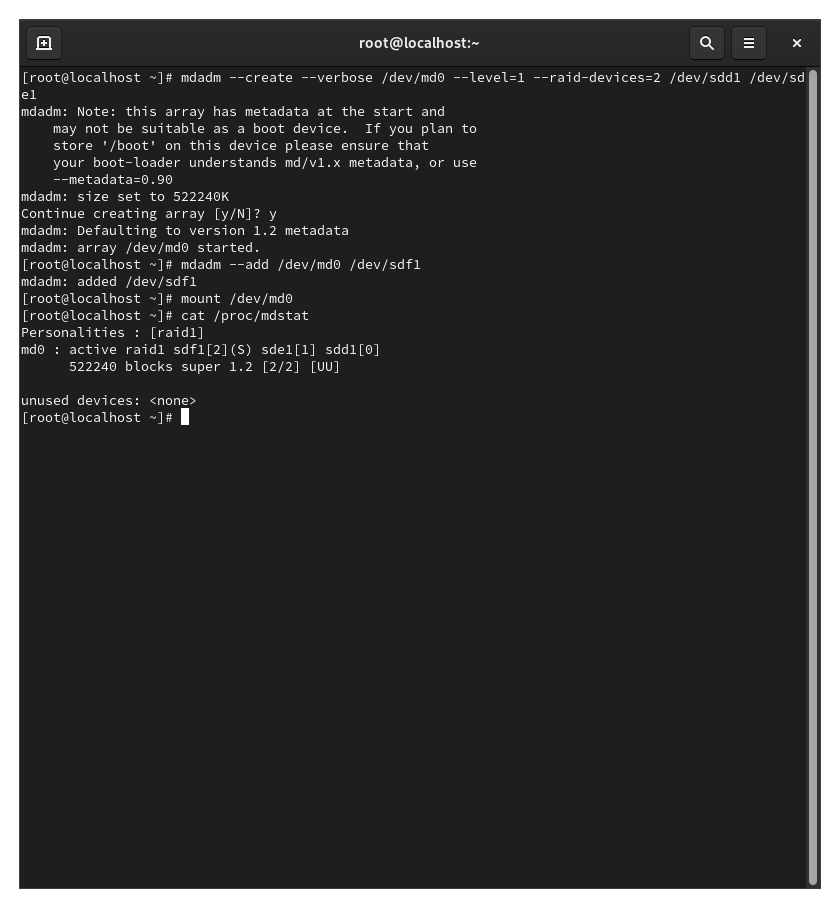 root@localhost:~
[root@localhost ~]# mdadm --create --verbose /dev/md0 --level=1 --raid-devices=2 /dev/sdd1 /dev/sd
e1
mdadm: Note: this array has metadata at the start and
    may not be suitable as a boot device.  If you plan to
    store '/boot' on this device please ensure that
    your boot-loader understands md/v1.x metadata, or use
    --metadata=0.90
mdadm: size set to 522240K
Continue creating array [y/N]? y
mdadm: Defaulting to version 1.2 metadata
mdadm: array /dev/md0 started.
[root@localhost ~]# mdadm --add /dev/md0 /dev/sdf1
mdadm: added /dev/sdf1
[root@localhost ~]# mount /dev/md0
[root@localhost ~]# cat /proc/mdstat
Personalities : [raid1]
md0 : active raid1 sdf1[2](S) sde1[1] sdd1[0]
      522240 blocks super 1.2 [2/2] [UU]

unused devices: <none>
[root@localhost ~]#